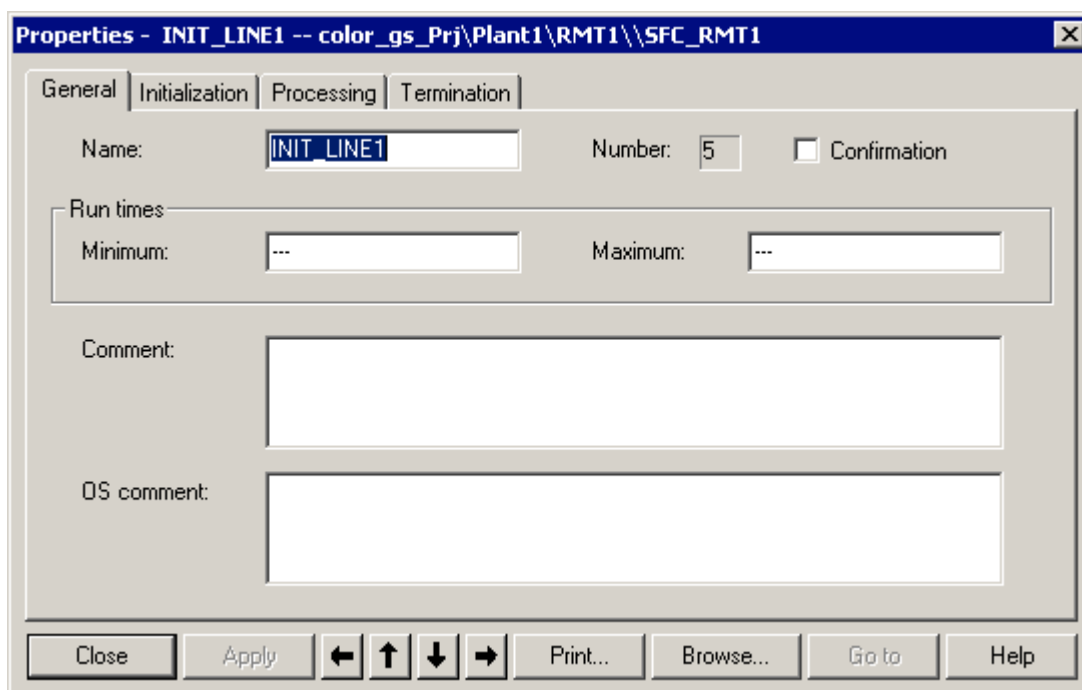 Properties - INIT_LINE1 -- color_gs_Prj\Plant1\RMT1\\SFC_RMT1
General Initialization Processing Termination
Name: INIT_LINE1 Number: 5 Confirmation
Run times
Minimum: --- Maximum: ---
Comment:
OS comment:
Close Apply Print... Browse... Go to Help